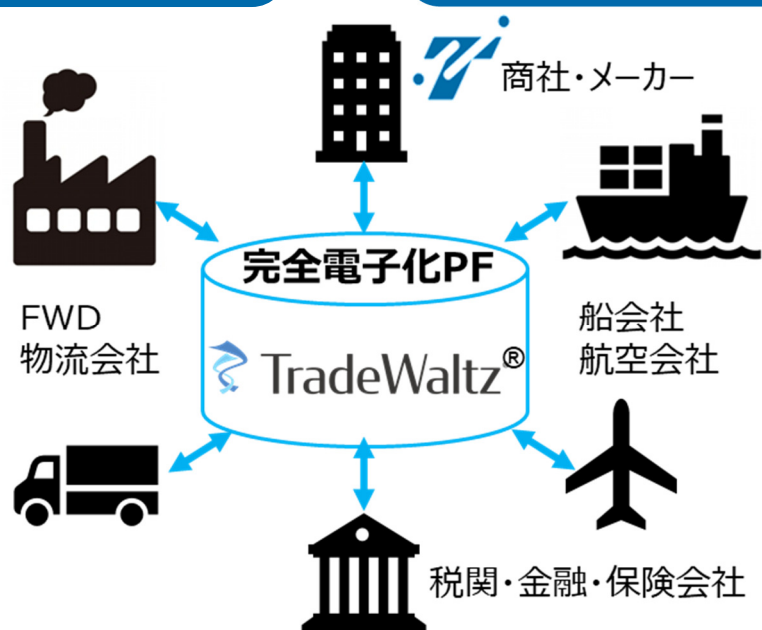 商社・メーカー
完全電子化PF
TradeWaltz®
FWD
物流会社
船会社
航空会社
税関・金融・保険会社